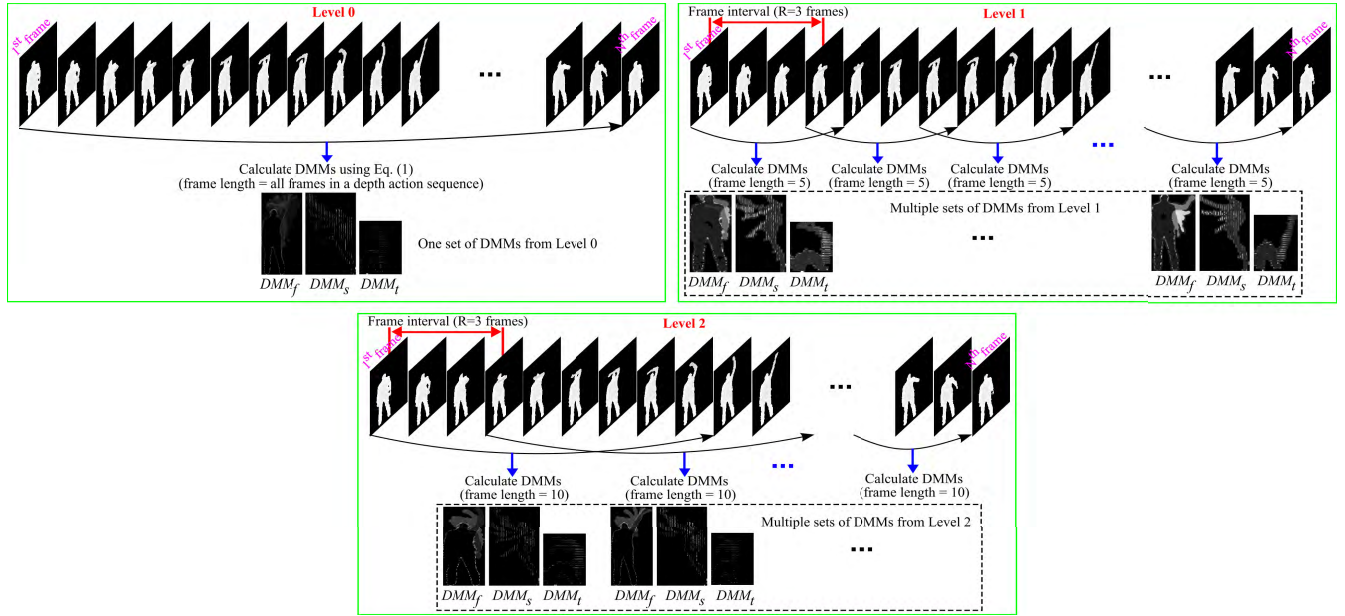 Level 0
1st frame
Nth frame
...
Calculate DMMs using Eq. (1)
(frame length = all frames in a depth action sequence)
One set of DMMs from Level 0
DMMf DMMs DMMt
Frame interval (R=3 frames)
Level 1
1st frame
Nth frame
...
...
Calculate DMMs
(frame length = 5)
Calculate DMMs
(frame length = 5)
Calculate DMMs
(frame length = 5)
Calculate DMMs
(frame length = 5)
Multiple sets of DMMs from Level 1
...
DMMf DMMs DMMt
DMMf DMMs DMMt
Frame interval (R=3 frames)
Level 2
1st frame
Nth frame
...
...
Calculate DMMs
(frame length = 10)
Calculate DMMs
(frame length = 10)
Calculate DMMs
(frame length = 10)
Multiple sets of DMMs from Level 2
...
DMMf DMMs DMMt
DMMf DMMs DMMt